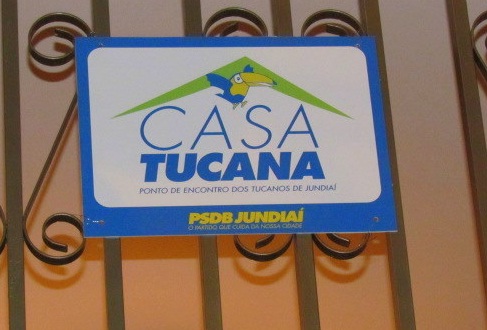 CASA
TUCANA
PONTO DE ENCONTRO DOS TUCANOS DE JUNDIAÍ
PSDB JUNDIAÍ
O PARTIDO QUE CUIDA DA NOSSA CIDADE